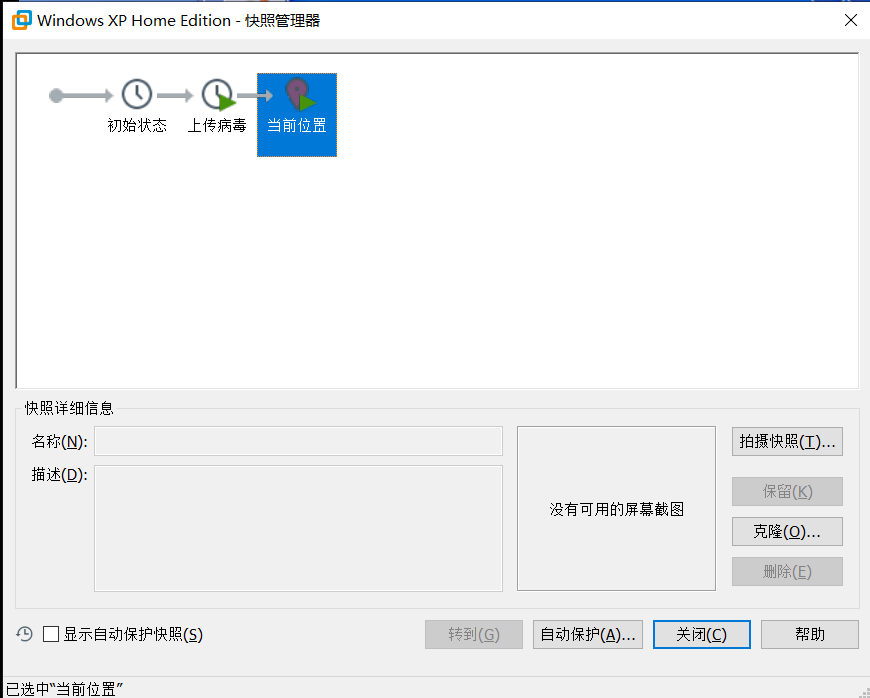 Windows XP Home Edition - 快照管理器
初始状态 上传病毒 当前位置
快照详细信息
名称(N):
描述(D):
没有可用的屏幕截图
拍摄快照(T)...
保留(K)
克隆(O)...
删除(E)
显示自动保护快照(S)
转到(G) 自动保护(A)... 关闭(C) 帮助
已选中“当前位置”